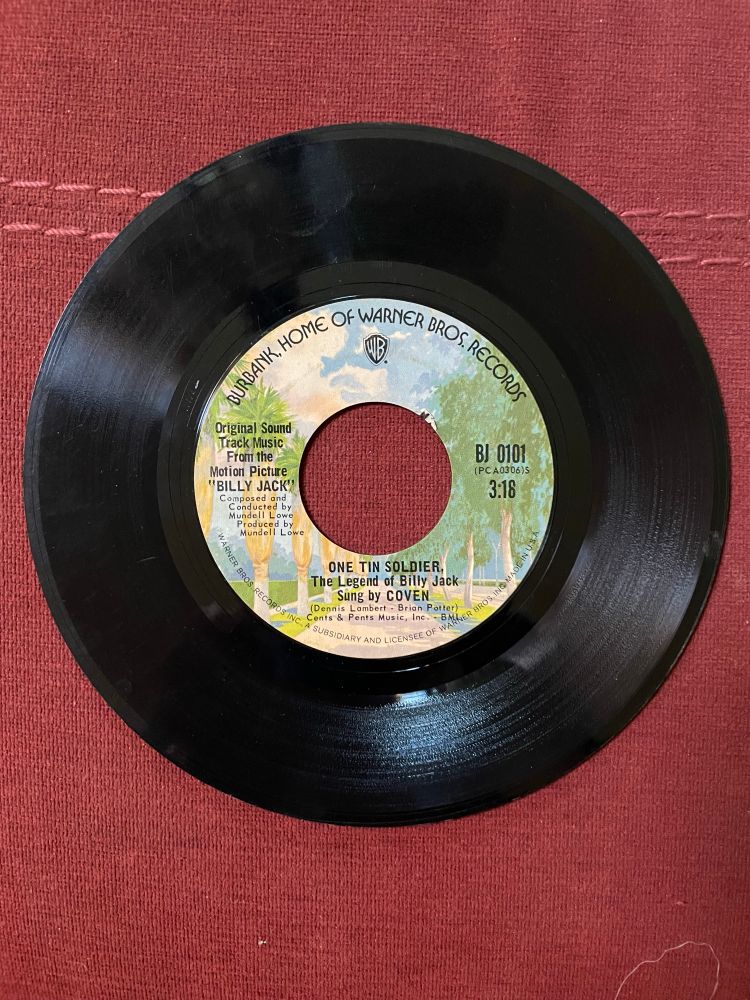 BURBANK, HOME OF WARNER BROS. RECORDS
WB
Original Sound
Track Music
From the
Motion Picture
"BILLY JACK"
Composed and
Conducted by
Mundell Lowe
Produced by
Mundell Lowe
BJ 0101
(PCA0306)S
3:18
ONE TIN SOLDIER,
The Legend of Billy Jack
Sung by COVEN
(Dennis Lambert - Brian Potter)
Cents & Pents Music, Inc. - BMI
WARNER BROS. RECORDS INC. A SUBSIDIARY AND LICENSEE OF WARNER BROS. INC. MADE IN U.S.A.